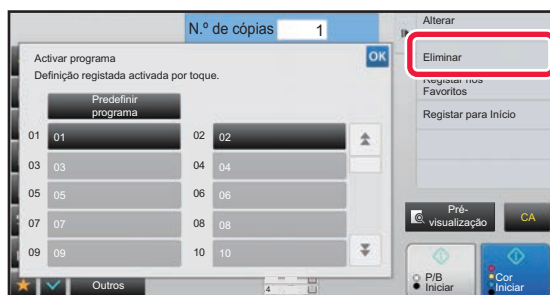 N.º de cópias 1
Alterar
Activar programa
OK
Eliminar
Definição registada activada por toque.
Registar nos
Favoritos
Predefinir
programa
Registar para Início
01 01
02 02
03 03
04 04
05 05
06 06
07 07
08 08
09 09
10 10
Pré-
visualização
CA
Outros
4
P/B
Iniciar
Cor
Iniciar